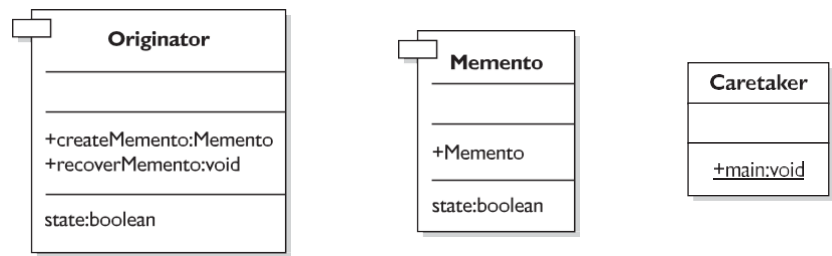 Originator
+createMemento:Memento
+recoverMemento:void
state:boolean
Memento
+Memento
state:boolean
Caretaker
+main:void